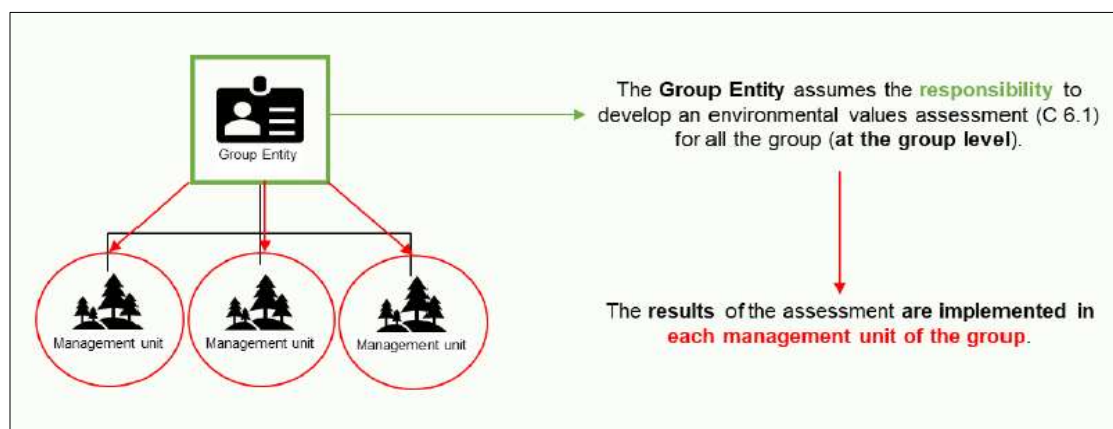 Group Entity
Management unit
Management unit
Management unit
The Group Entity assumes the responsibility to
develop an environmental values assessment (C 6.1)
for all the group (at the group level).
The results of the assessment are implemented in
each management unit of the group.